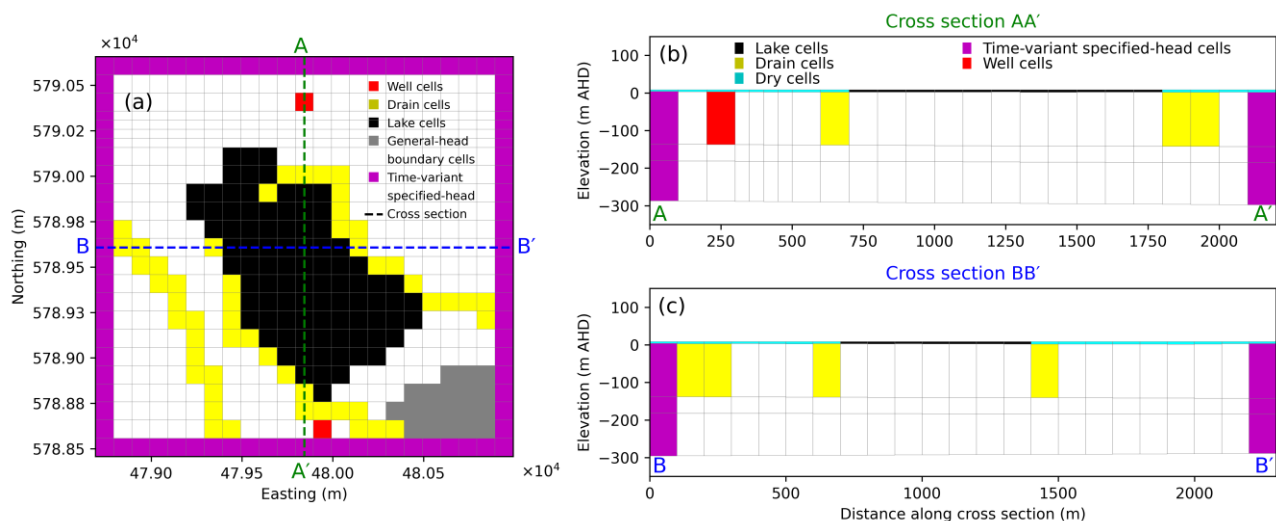 ×10⁴
A
579.05
579.02
579.00
578.98
578.95
578.93
578.90
578.88
578.85
Northing (m)
(a)
Well cells
Drain cells
Lake cells
General-head
boundary cells
Time-variant
specified-head
Cross section
B
B′
A′
47.90
47.95
48.00
48.05
×10⁴
Easting (m)
Cross section AA′
(b)
Lake cells
Drain cells
Dry cells
Time-variant specified-head cells
Well cells
Elevation (m AHD)
100
0
−100
−200
−300
A
A′
0
250
500
750
1000
1250
1500
1750
2000
Cross section BB′
(c)
Elevation (m AHD)
100
0
−100
−200
−300
B
B′
0
500
1000
1500
2000
Distance along cross section (m)